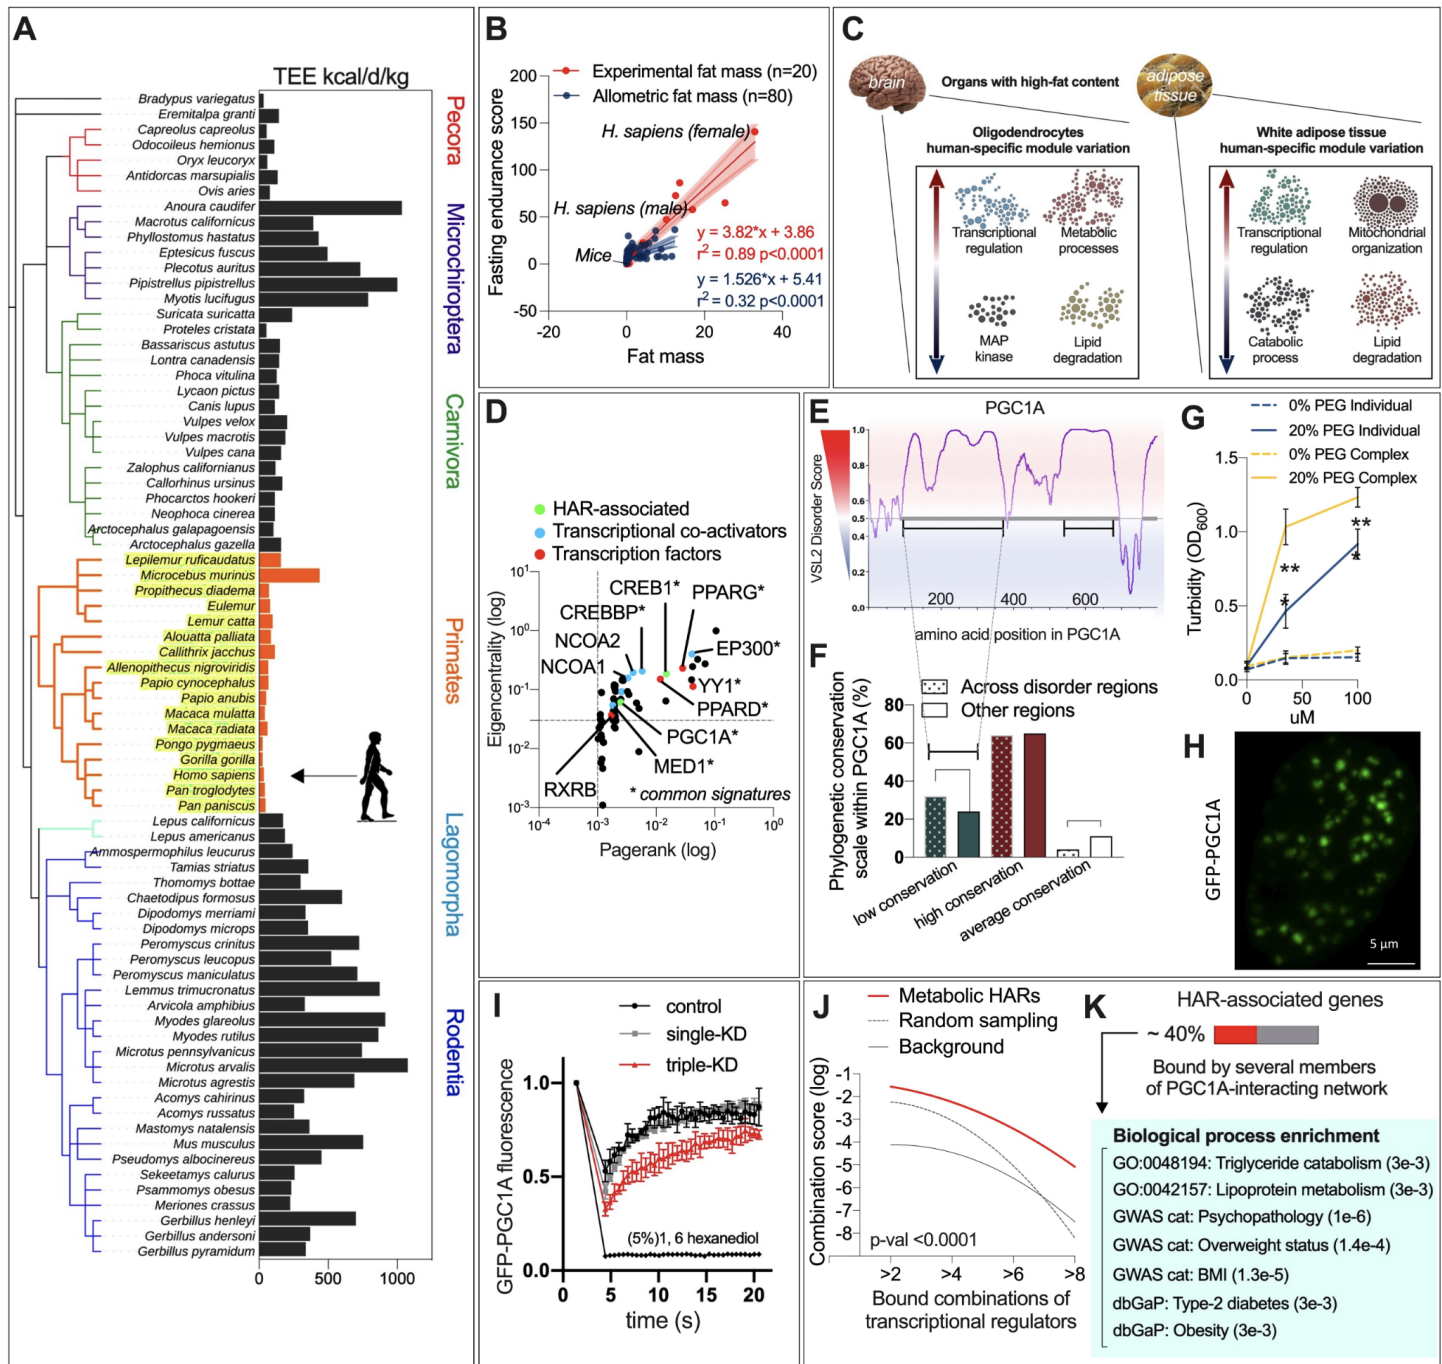 A
TEE kcal/d/kg
Bradypus variegatus
Eremitalpa granti
Capreolus capreolus
Odocoileus hemionus
Oryx leucoryx
Antidorcas marsupialis
Ovis aries
Anoura caudifer
Macrotus californicus
Phyllostomus hastatus
Eptesicus fuscus
Plecotus auritus
Pipistrellus pipistrellus
Myotis lucifugus
Suricata suricatta
Proteles cristata
Bassariscus astutus
Lontra canadensis
Phoca vitulina
Lycaon pictus
Canis lupus
Vulpes velox
Vulpes macrotis
Vulpes cana
Zalophus californianus
Callorhinus ursinus
Phocarctos hookeri
Neophoca cinerea
Arctocephalus galapagoensis
Arctocephalus gazella
Lepilemur ruficaudatus
Microcebus murinus
Propithecus diadema
Eulemur
Lemur catta
Alouatta palliata
Callithrix jacchus
Allenopithecus nigroviridis
Papio cynocephalus
Papio anubis
Macaca mulatta
Macaca radiata
Pongo pygmaeus
Gorilla gorilla
Homo sapiens
Pan troglodytes
Pan paniscus
Lepus californicus
Lepus americanus
Ammospermophilus leucurus
Tamias striatus
Thomomys bottae
Chaetodipus formosus
Dipodomys merriami
Dipodomys microps
Peromyscus crinitus
Peromyscus leucopus
Peromyscus maniculatus
Lemmus trimucronatus
Arvicola amphibius
Myodes glareolus
Myodes rutilus
Microtus pennsylvanicus
Microtus arvalis
Microtus agrestis
Acomys cahirinus
Acomys russatus
Mastomys natalensis
Mus musculus
Pseudomys albocinereus
Sekeetamys calurus
Psammomys obesus
Meriones crassus
Gerbillus henleyi
Gerbillus andersoni
Gerbillus pyramidum
0 500 1000
Pecora
Microchiroptera
Carnivora
Primates
Lagomorpha
Rodentia
B
Experimental fat mass (n=20)
Allometric fat mass (n=80)
Fasting endurance score
200
150
100
50
0
-50
H. sapiens (female)
H. sapiens (male)
Mice
y = 3.82*x + 3.86
r2 = 0.89 p<0.0001
y = 1.526*x + 5.41
r2 = 0.32 p<0.0001
-20 0 20 40
Fat mass
C
brain
Organs with high-fat content
adipose
tissue
Oligodendrocytes
human-specific module variation
Transcriptional
regulation
Metabolic
processes
MAP
kinase
Lipid
degradation
White adipose tissue
human-specific module variation
Transcriptional
regulation
Mitochondrial
organization
Catabolic
process
Lipid
degradation
D
HAR-associated
Transcriptional co-activators
Transcription factors
Eigencentrality (log)
10^1
10^0
10^-1
10^-2
10^-3
CREB1*
PPARG*
CREBBP*
NCOA2
NCOA1
EP300*
YY1*
PPARD*
PGC1A*
MED1*
RXRB
* common signatures
10^-4 10^-3 10^-2 10^-1 10^0
Pagerank (log)
E
PGC1A
VSL2 Disorder Score
1.0
0.8
0.6
0.5
0.4
0.2
0.0
200 400 600
amino acid position in PGC1A
F
Across disorder regions
Other regions
Phylogenetic conservation
scale within PGC1A (%)
80
60
40
20
0
low conservation
high conservation
average conservation
G
0% PEG Individual
20% PEG Individual
0% PEG Complex
20% PEG Complex
Turbidity (OD600)
1.5
1.0
0.5
0.0
**
*
**
*
0 50 100
uM
H
GFP-PGC1A
5 µm
I
control
single-KD
triple-KD
GFP-PGC1A fluorescence
1.0
0.5
0.0
(5%)1, 6 hexanediol
0 5 10 15 20
time (s)
J
Metabolic HARs
Random sampling
Background
Combination score (log)
-1
-2
-3
-4
-5
-6
-7
-8
p-val <0.0001
>2 >4 >6 >8
Bound combinations of
transcriptional regulators
K
HAR-associated genes
~ 40%
Bound by several members
of PGC1A-interacting network
Biological process enrichment
GO:0048194: Triglyceride catabolism (3e-3)
GO:0042157: Lipoprotein metabolism (3e-3)
GWAS cat: Psychopathology (1e-6)
GWAS cat: Overweight status (1.4e-4)
GWAS cat: BMI (1.3e-5)
dbGaP: Type-2 diabetes (3e-3)
dbGaP: Obesity (3e-3)